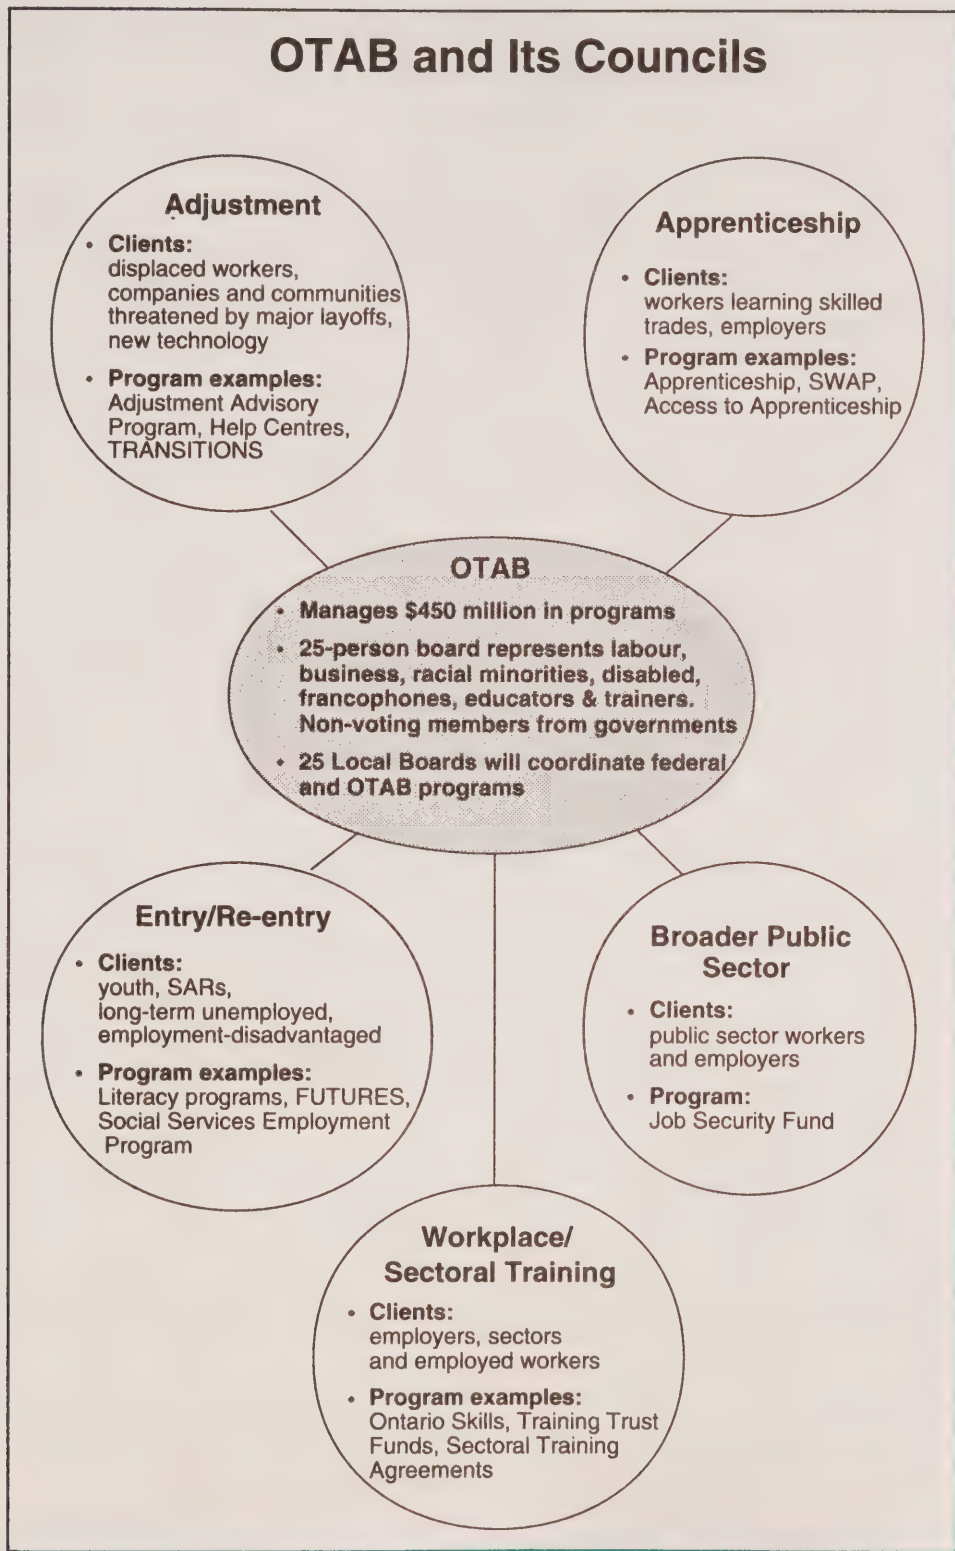 OTAB and Its Councils
Adjustment
• Clients:
displaced workers,
companies and communities
threatened by major layoffs,
new technology
• Program examples:
Adjustment Advisory
Program, Help Centres,
TRANSITIONS
Apprenticeship
• Clients:
workers learning skilled
trades, employers
• Program examples:
Apprenticeship, SWAP,
Access to Apprenticeship
OTAB
• Manages $450 million in programs
• 25-person board represents labour,
business, racial minorities, disabled,
francophones, educators & trainers.
Non-voting members from governments
• 25 Local Boards will coordinate federal
and OTAB programs
Entry/Re-entry
• Clients:
youth, SARs,
long-term unemployed,
employment-disadvantaged
• Program examples:
Literacy programs, FUTURES,
Social Services Employment
Program
Broader Public
Sector
• Clients:
public sector workers
and employers
• Program:
Job Security Fund
Workplace/
Sectoral Training
• Clients:
employers, sectors
and employed workers
• Program examples:
Ontario Skills, Training Trust
Funds, Sectoral Training
Agreements